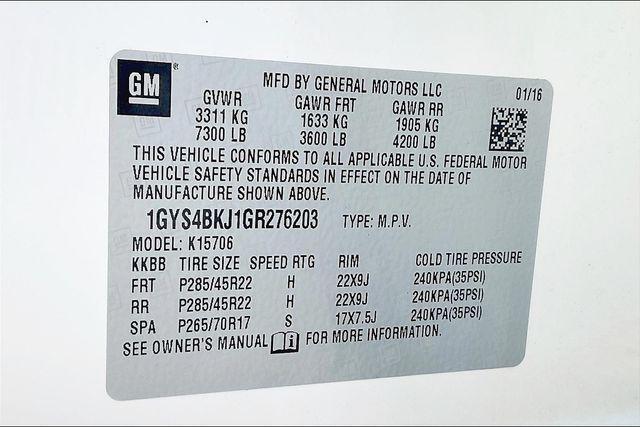 GM
®
MFD BY GENERAL MOTORS LLC
01/16
GVWR GAWR FRT GAWR RR
3311 KG 1633 KG 1905 KG
7300 LB 3600 LB 4200 LB
THIS VEHICLE CONFORMS TO ALL APPLICABLE U.S. FEDERAL MOTOR
VEHICLE SAFETY STANDARDS IN EFFECT ON THE DATE OF
MANUFACTURE SHOWN ABOVE.
1GYS4BKJ1GR276203 TYPE: M.P.V.
MODEL: K15706
KKBB TIRE SIZE SPEED RTG RIM COLD TIRE PRESSURE
FRT P285/45R22 H 22X9J 240KPA(35PSI)
RR P285/45R22 H 22X9J 240KPA(35PSI)
SPA P265/70R17 S 17X7.5J 240KPA(35PSI)
SEE OWNER'S MANUAL i FOR MORE INFORMATION.